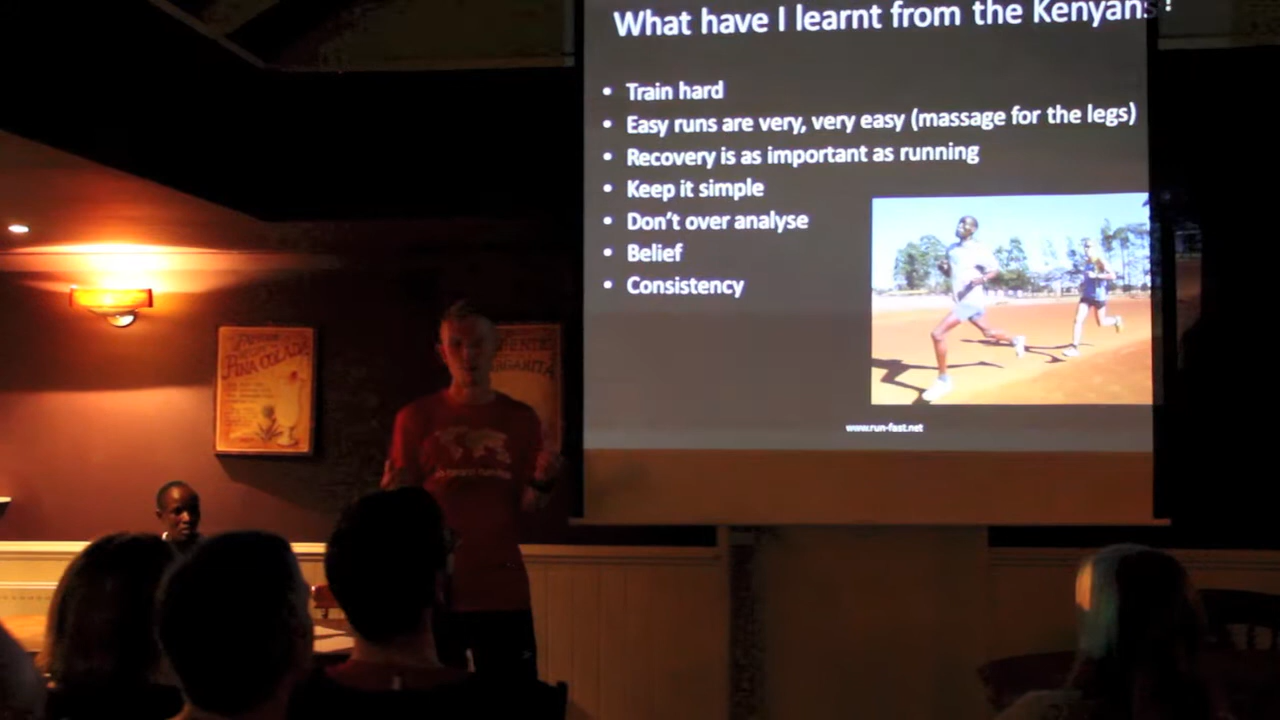 What have I learnt from the Kenyans?
• Train hard
• Easy runs are very, very easy (massage for the legs)
• Recovery is as important as running
• Keep it simple
• Don't over analyse
• Belief
• Consistency
www.run-fast.net
PINA COLADA
MARGARITA